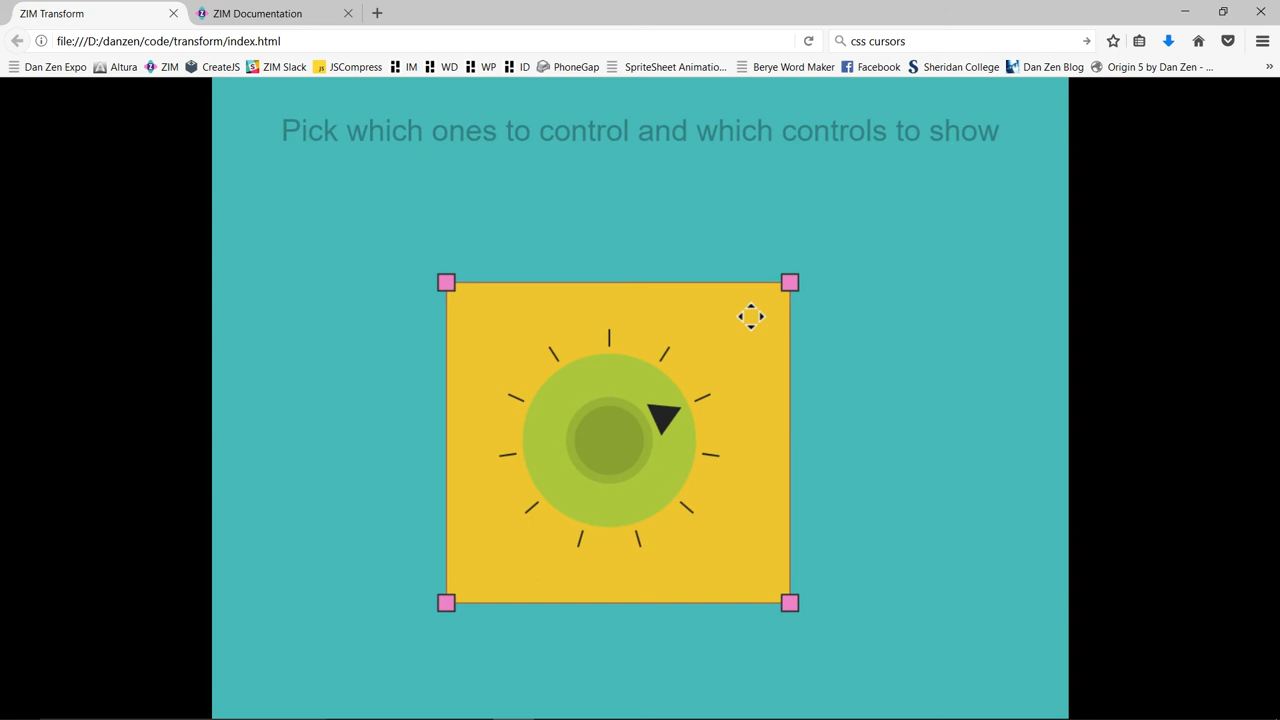 ZIM Transform
ZIM Documentation
file:///D:/danzen/code/transform/index.html
css cursors
Dan Zen Expo
Altura
ZIM
CreateJS
ZIM Slack
JSCompress
IM
WD
WP
ID
PhoneGap
SpriteSheet Animatio...
Berye Word Maker
Facebook
Sheridan College
Dan Zen Blog
Origin 5 by Dan Zen - ...
Pick which ones to control and which controls to show